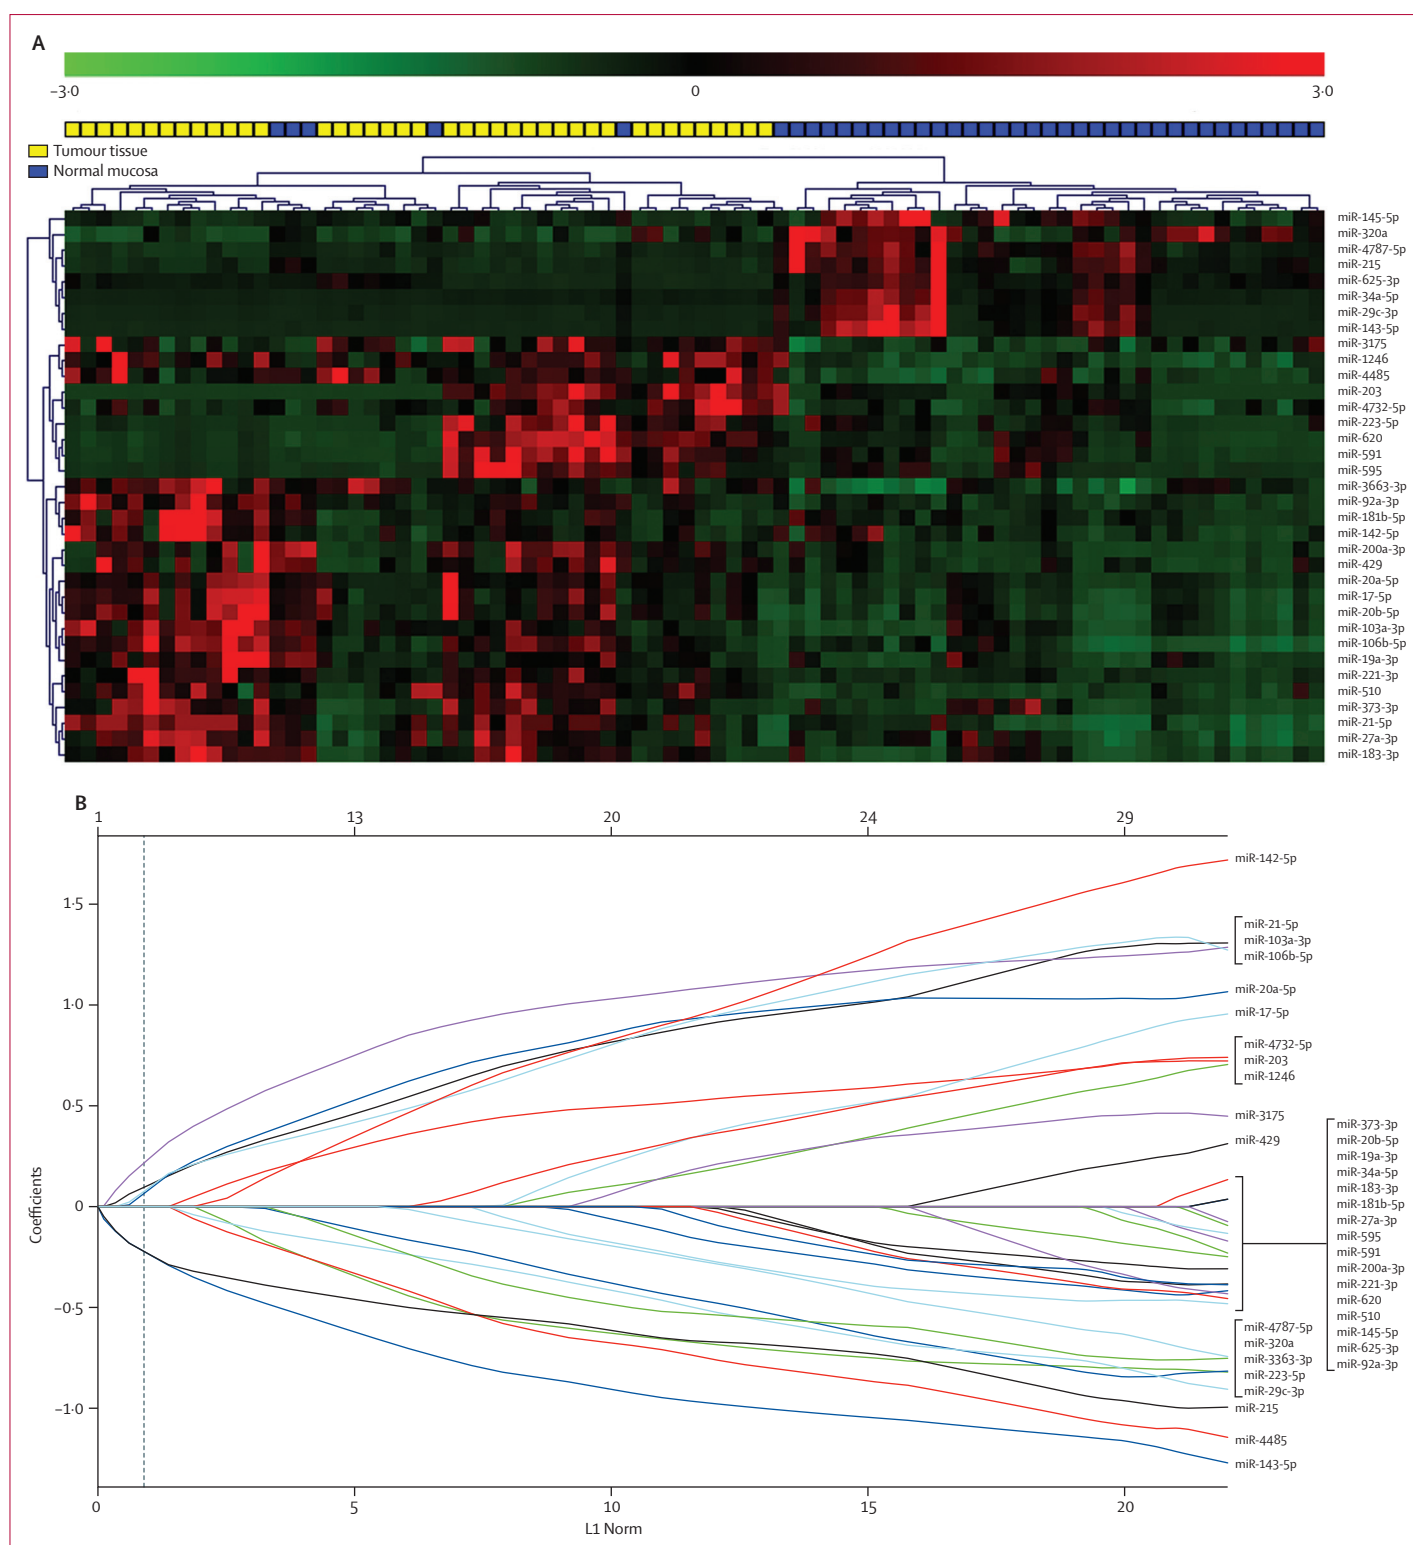 A
–3·0 0 3·0
Tumour tissue
Normal mucosa
miR-145-5p
miR-320a
miR-4787-5p
miR-215
miR-625-3p
miR-34a-5p
miR-29c-3p
miR-143-5p
miR-3175
miR-1246
miR-4485
miR-203
miR-4732-5p
miR-223-5p
miR-620
miR-591
miR-595
miR-3663-3p
miR-92a-3p
miR-181b-5p
miR-142-5p
miR-200a-3p
miR-429
miR-20a-5p
miR-17-5p
miR-20b-5p
miR-103a-3p
miR-106b-5p
miR-19a-3p
miR-221-3p
miR-510
miR-373-3p
miR-21-5p
miR-27a-3p
miR-183-3p
B
1 13 20 24 29
1·5
1·0
0·5
0
–0·5
–1·0
Coefficients
miR-142-5p
miR-21-5p
miR-103a-3p
miR-106b-5p
miR-20a-5p
miR-17-5p
miR-4732-5p
miR-203
miR-1246
miR-3175
miR-429
miR-373-3p
miR-20b-5p
miR-19a-3p
miR-34a-5p
miR-183-3p
miR-181b-5p
miR-27a-3p
miR-595
miR-591
miR-200a-3p
miR-221-3p
miR-620
miR-510
miR-145-5p
miR-625-3p
miR-92a-3p
miR-4787-5p
miR-320a
miR-3363-3p
miR-223-5p
miR-29c-3p
miR-215
miR-4485
miR-143-5p
0 5 10 15 20
L1 Norm